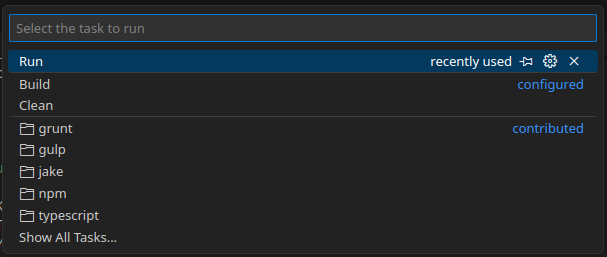 Select the task to run
Run recently used
Build configured
Clean
grunt contributed
gulp
jake
npm
typescript
Show All Tasks...